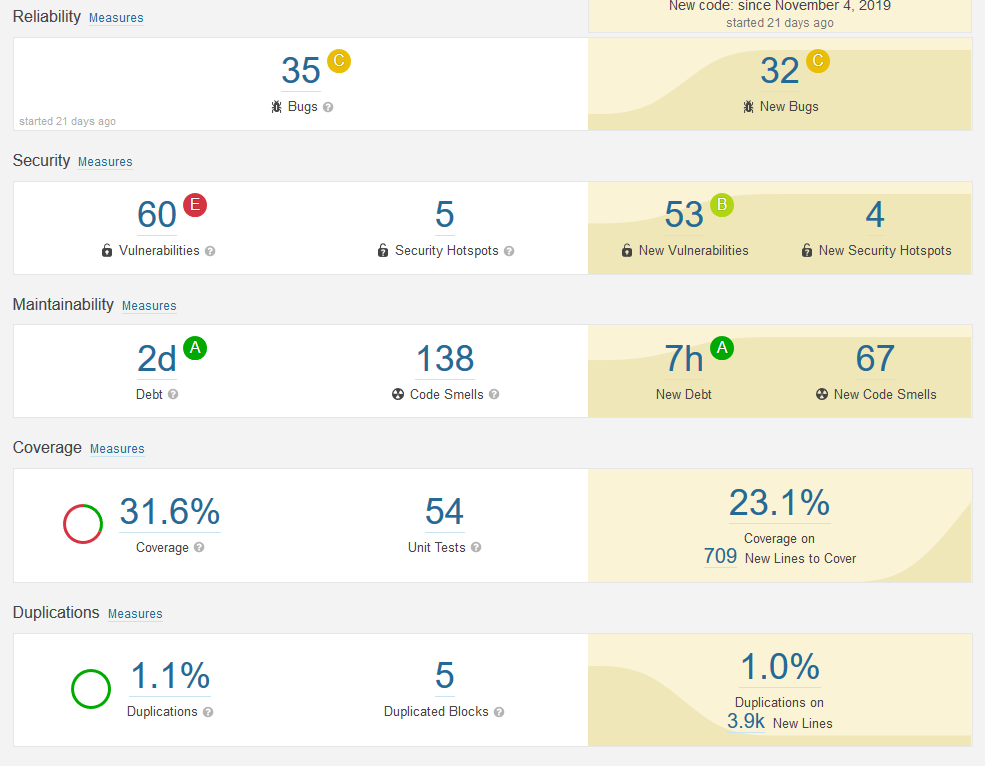 Reliability Measures
New code: since November 4, 2019
started 21 days ago
35 C
Bugs ?
started 21 days ago
32 C
New Bugs
Security Measures
60 E
Vulnerabilities ?
5
Security Hotspots ?
53 B
New Vulnerabilities
4
New Security Hotspots
Maintainability Measures
2d A
Debt ?
138
Code Smells ?
7h A
New Debt
67
New Code Smells
Coverage Measures
31.6%
Coverage ?
54
Unit Tests ?
23.1%
Coverage on
709 New Lines to Cover
Duplications Measures
1.1%
Duplications ?
5
Duplicated Blocks ?
1.0%
Duplications on
3.9k New Lines